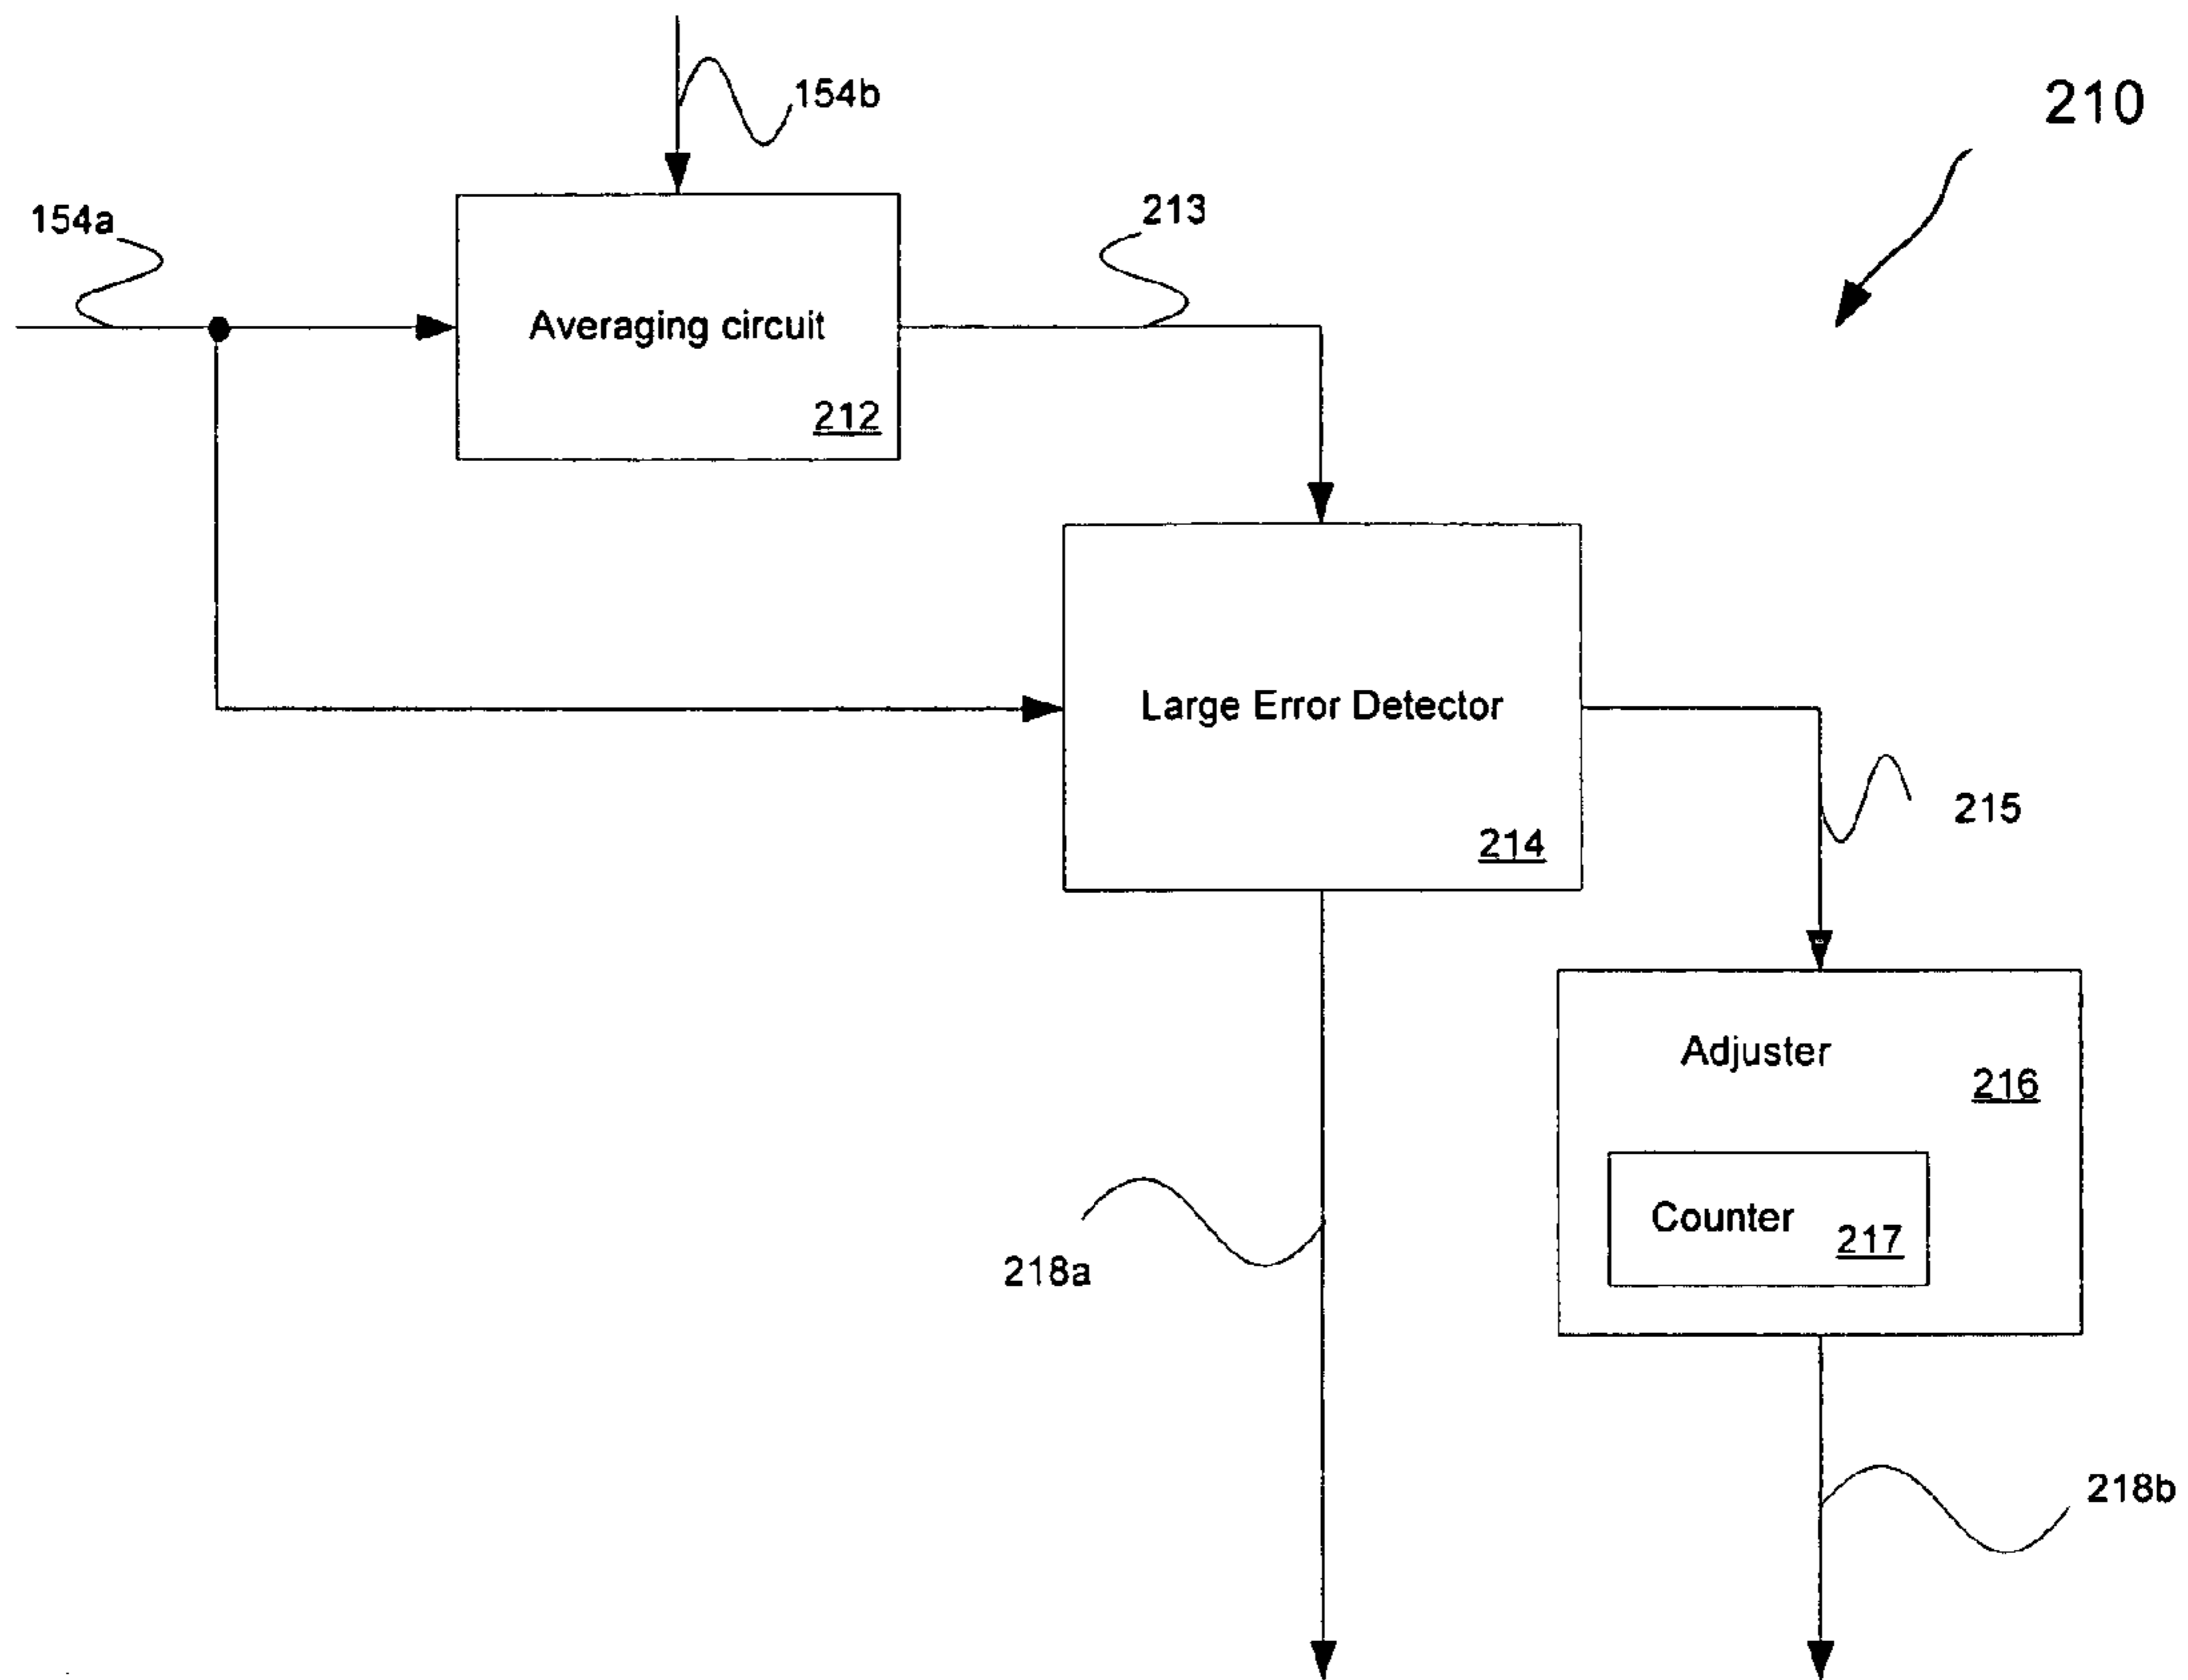 154b
210
154a
213
Averaging circuit
212
Large Error Detector
214
215
Adjuster
216
Counter
217
218a
218b